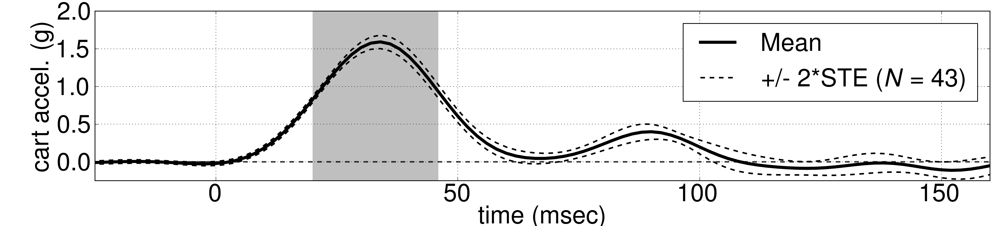 cart accel. (g)
2.0
1.5
1.0
0.5
0.0
Mean
+/- 2*STE (N = 43)
0 50 100 150
time (msec)